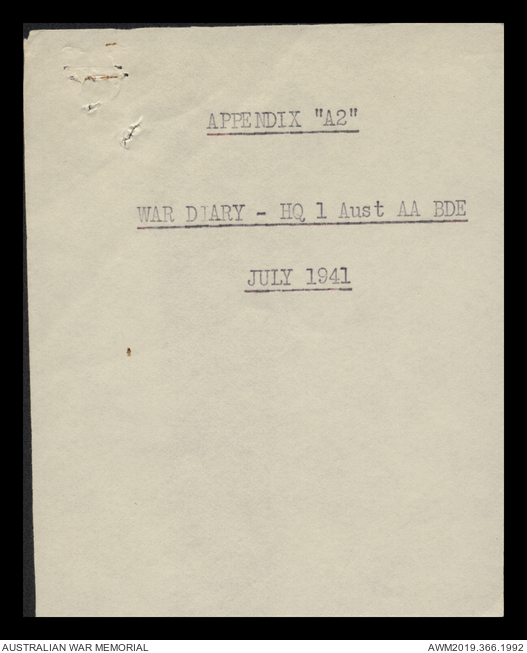 APPENDIX "A2"
WAR DIARY - HQ 1 Aust AA BDE
JULY 1941
AUSTRALIAN WAR MEMORIAL
AWM2019.366.1992